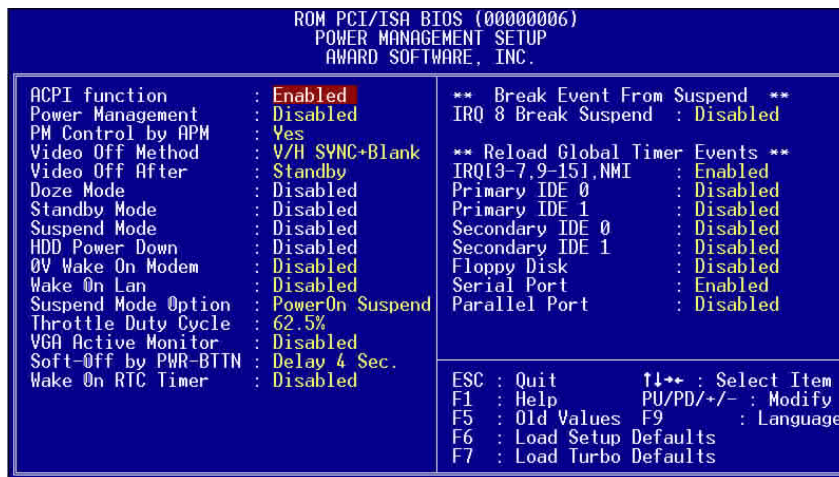 ROM PCI/ISA BIOS (00000006)
POWER MANAGEMENT SETUP
AWARD SOFTWARE, INC.
ACPI function : Enabled
Power Management : Disabled
PM Control by APM : Yes
Video Off Method : V/H SYNC+Blank
Video Off After : Standby
Doze Mode : Disabled
Standby Mode : Disabled
Suspend Mode : Disabled
HDD Power Down : Disabled
0V Wake On Modem : Disabled
Wake On Lan : Disabled
Suspend Mode Option : PowerOn Suspend
Throttle Duty Cycle : 62.5%
VGA Active Monitor : Disabled
Soft-Off by PWR-BTTN : Delay 4 Sec.
Wake On RTC Timer : Disabled
** Break Event From Suspend **
IRQ 8 Break Suspend : Disabled
** Reload Global Timer Events **
IRQ[3-7,9-15],NMI : Enabled
Primary IDE 0 : Disabled
Primary IDE 1 : Disabled
Secondary IDE 0 : Disabled
Secondary IDE 1 : Disabled
Floppy Disk : Disabled
Serial Port : Enabled
Parallel Port : Disabled
ESC : Quit ↑↓→← : Select Item
F1 : Help PU/PD/+/- : Modify
F5 : Old Values F9 : Language
F6 : Load Setup Defaults
F7 : Load Turbo Defaults